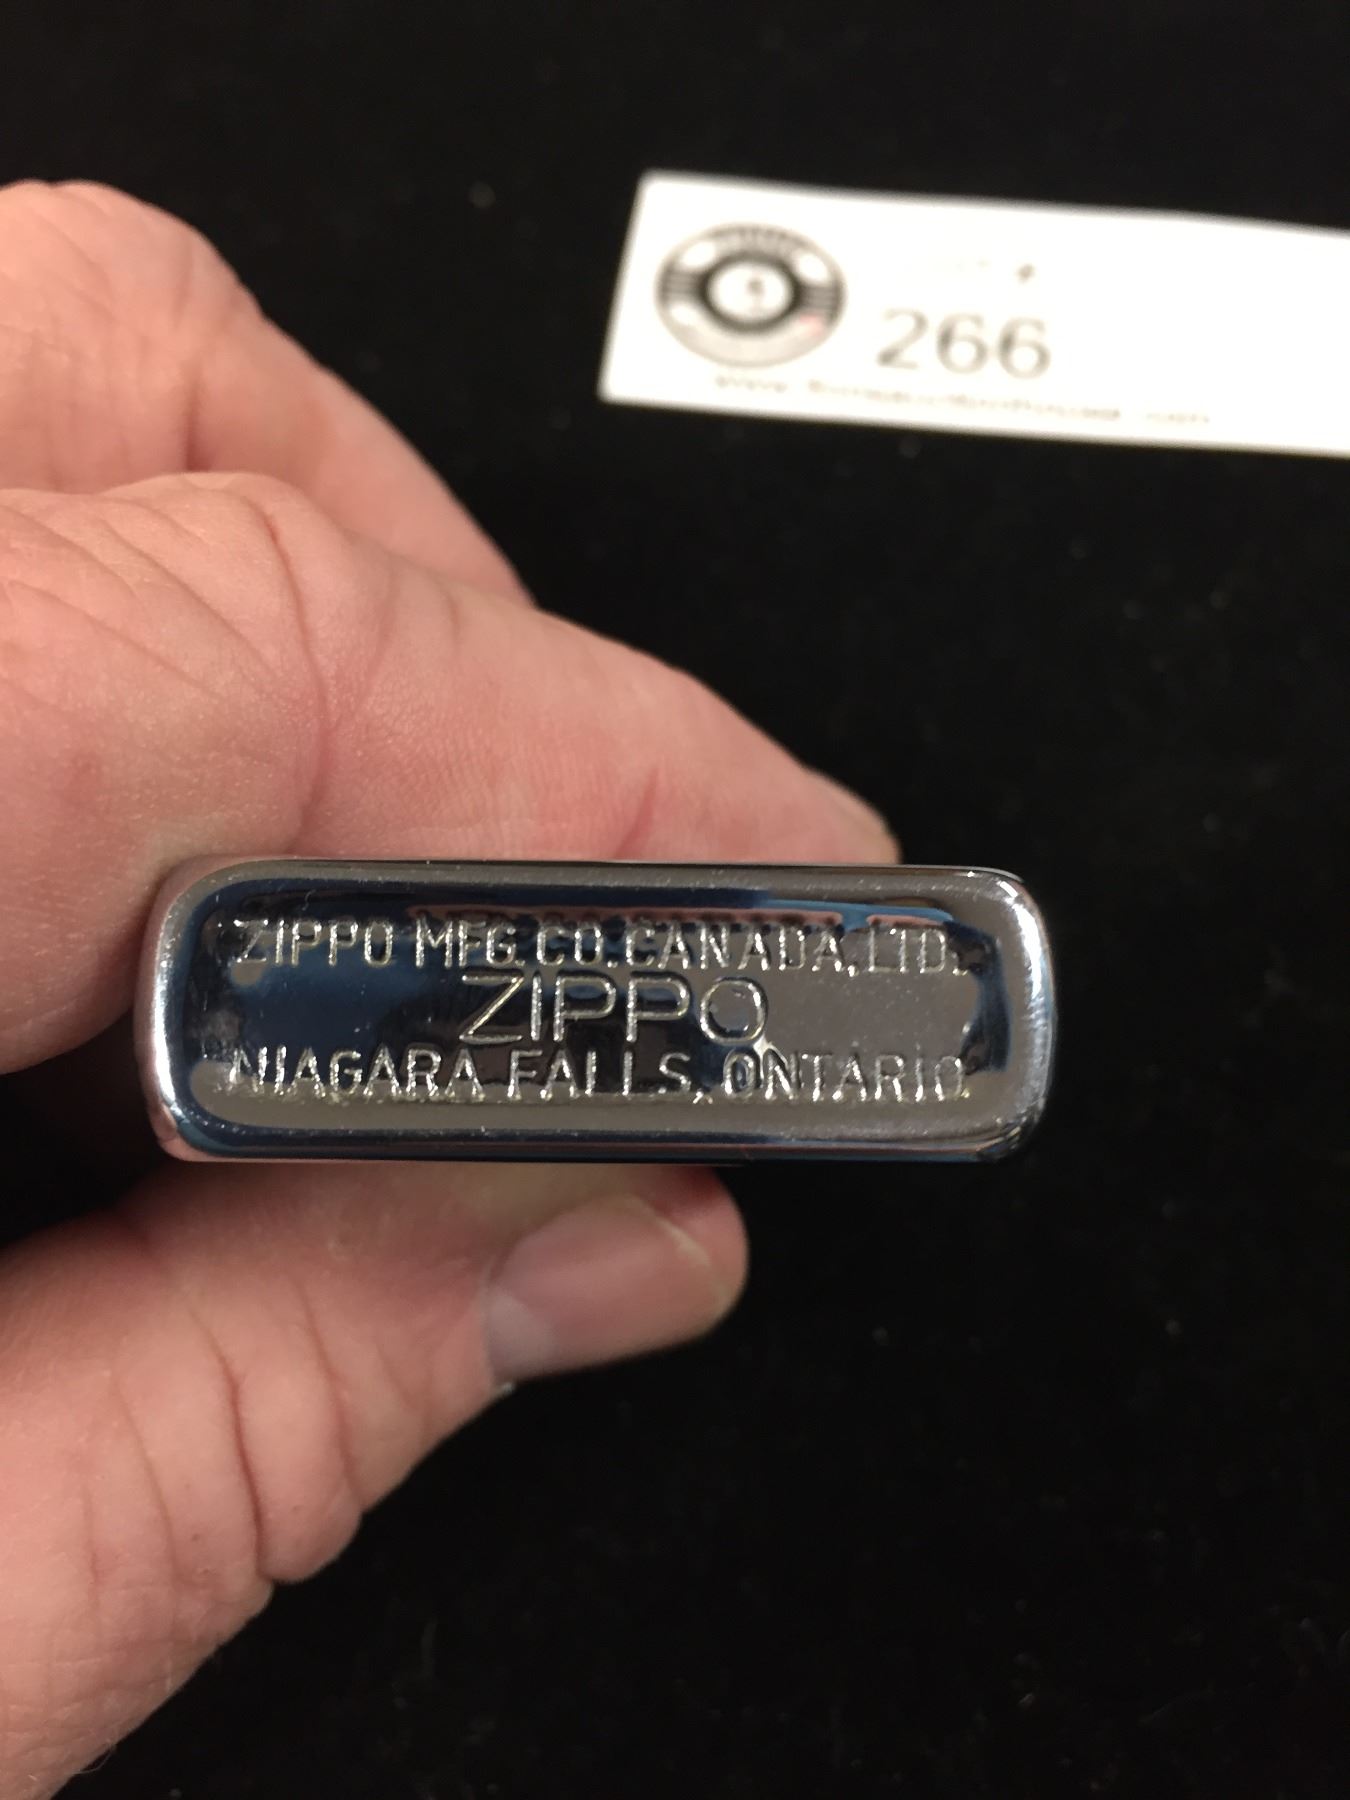 266
ZIPPO MFG. CO. CANADA, LTD.
ZIPPO
NIAGARA FALLS, ONTARIO